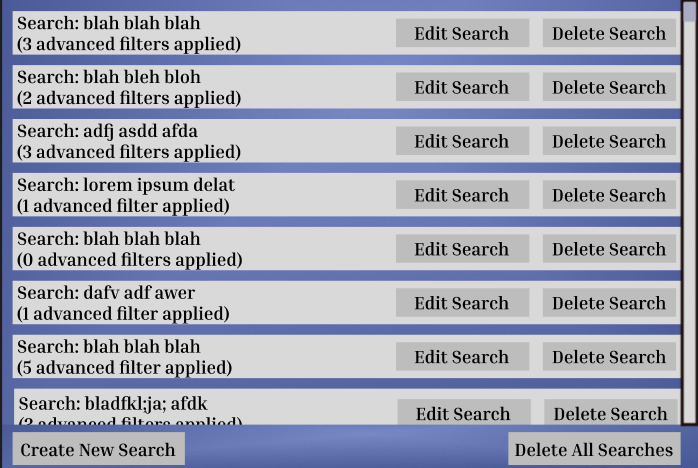 Search: blah blah blah
(3 advanced filters applied)
Edit Search
Delete Search
Search: blah bleh bloh
(2 advanced filters applied)
Edit Search
Delete Search
Search: adfj asdd afda
(3 advanced filters applied)
Edit Search
Delete Search
Search: lorem ipsum delat
(1 advanced filter applied)
Edit Search
Delete Search
Search: blah blah blah
(0 advanced filters applied)
Edit Search
Delete Search
Search: dafv adf awer
(1 advanced filter applied)
Edit Search
Delete Search
Search: blah blah blah
(5 advanced filter applied)
Edit Search
Delete Search
Search: bladfkl;ja; afdk
advanced filters applied)
Edit Search
Delete Search
Create New Search
Delete All Searches